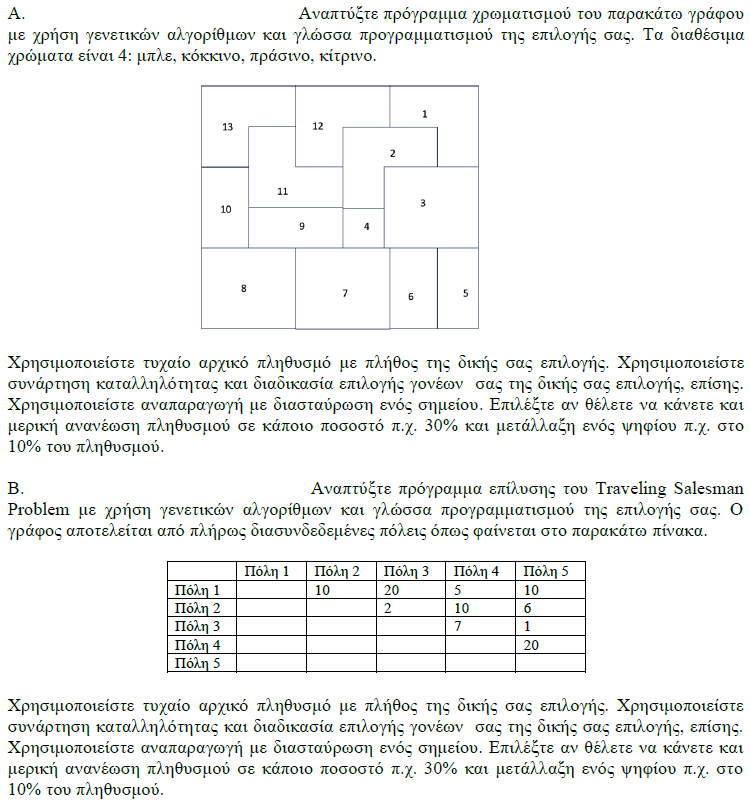 Α. Αναπτύξτε πρόγραμμα χρωματισμού του παρακάτω γράφου
με χρήση γενετικών αλγορίθμων και γλώσσα προγραμματισμού της επιλογής σας. Τα διαθέσιμα
χρώματα είναι 4: μπλε, κόκκινο, πράσινο, κίτρινο.
1
13 12
2
11
10 3
9 4
8 7 6 5
Χρησιμοποιείστε τυχαίο αρχικό πληθυσμό με πλήθος της δικής σας επιλογής. Χρησιμοποιείστε
συνάρτηση καταλληλότητας και διαδικασία επιλογής γονέων σας της δικής σας επιλογής, επίσης.
Χρησιμοποιείστε αναπαραγωγή με διασταύρωση ενός σημείου. Επιλέξτε αν θέλετε να κάνετε και
μερική ανανέωση πληθυσμού σε κάποιο ποσοστό π.χ. 30% και μετάλλαξη ενός ψηφίου π.χ. στο
10% του πληθυσμού.
Β. Αναπτύξτε πρόγραμμα επίλυσης του Traveling Salesman
Problem με χρήση γενετικών αλγορίθμων και γλώσσα προγραμματισμού της επιλογής σας. Ο
γράφος αποτελείται από πλήρως διασυνδεδεμένες πόλεις όπως φαίνεται στο παρακάτω πίνακα.
Πόλη 1 Πόλη 2 Πόλη 3 Πόλη 4 Πόλη 5
Πόλη 1 10 20 5 10
Πόλη 2 2 10 6
Πόλη 3 7 1
Πόλη 4 20
Πόλη 5
Χρησιμοποιείστε τυχαίο αρχικό πληθυσμό με πλήθος της δικής σας επιλογής. Χρησιμοποιείστε
συνάρτηση καταλληλότητας και διαδικασία επιλογής γονέων σας της δικής σας επιλογής, επίσης.
Χρησιμοποιείστε αναπαραγωγή με διασταύρωση ενός σημείου. Επιλέξτε αν θέλετε να κάνετε και
μερική ανανέωση πληθυσμού σε κάποιο ποσοστό π.χ. 30% και μετάλλαξη ενός ψηφίου π.χ. στο
10% του πληθυσμού.